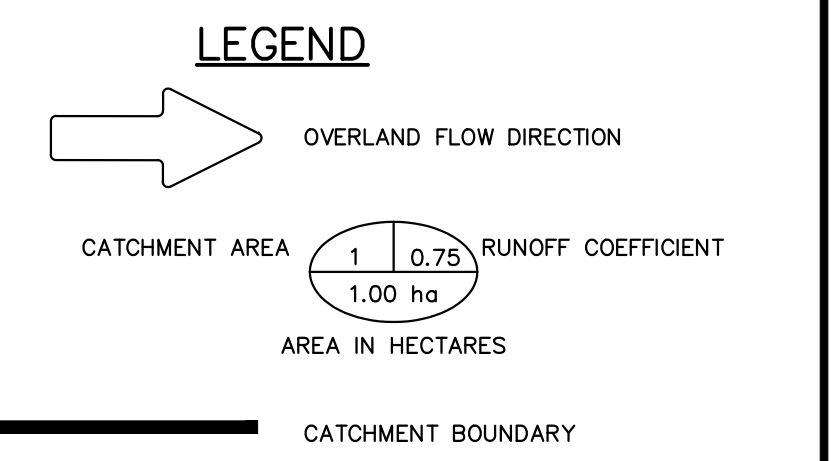 LEGEND
OVERLAND FLOW DIRECTION
CATCHMENT AREA
1
0.75
RUNOFF COEFFICIENT
1.00 ha
AREA IN HECTARES
CATCHMENT BOUNDARY